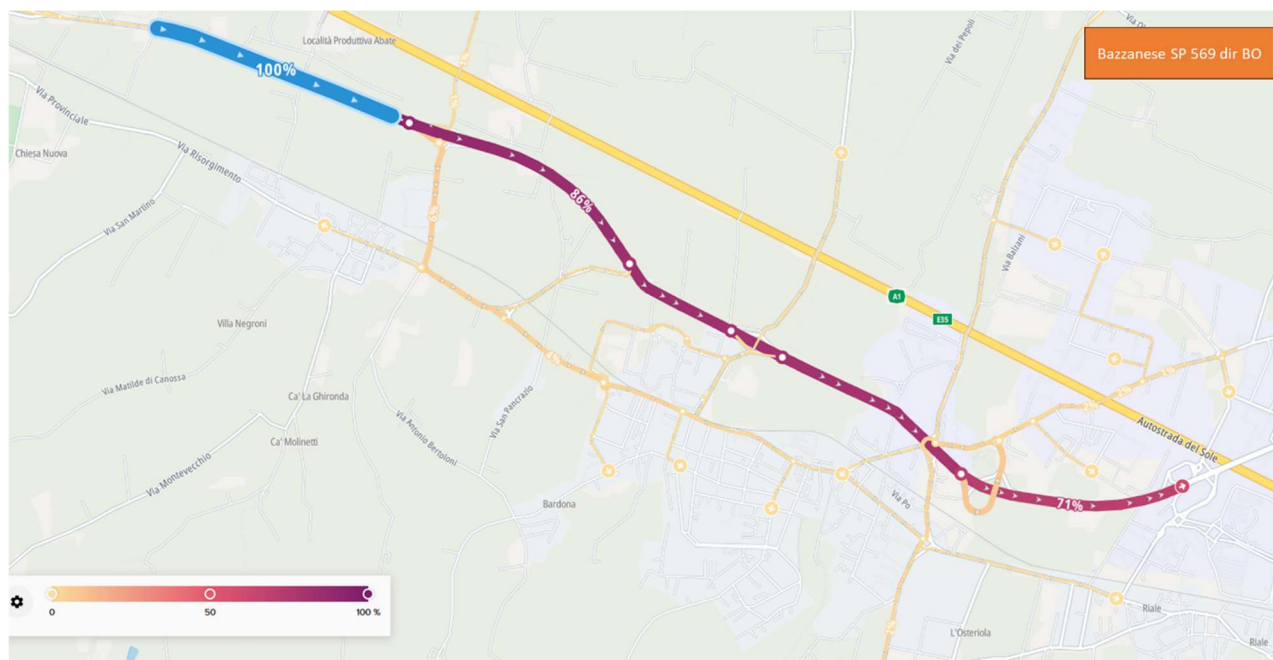 Bazzanese SP 569 dir BO
Località Produttiva Abate
100%
Via dei Pepoli
Via Provinciale
Chiesa Nuova
Via Risorgimento
Via San Martino
86%
Via Balzani
A1
E35
Villa Negroni
Via Matilde di Canossa
Ca' La Ghironda
Ca' Molinetti
Via San Pancrazio
Via Antonio Bertoloni
Via Montevecchio
Bardona
Autostrada del Sole
Via Po
71%
Riale
L'Osteriola
Riale
0
50
100 %